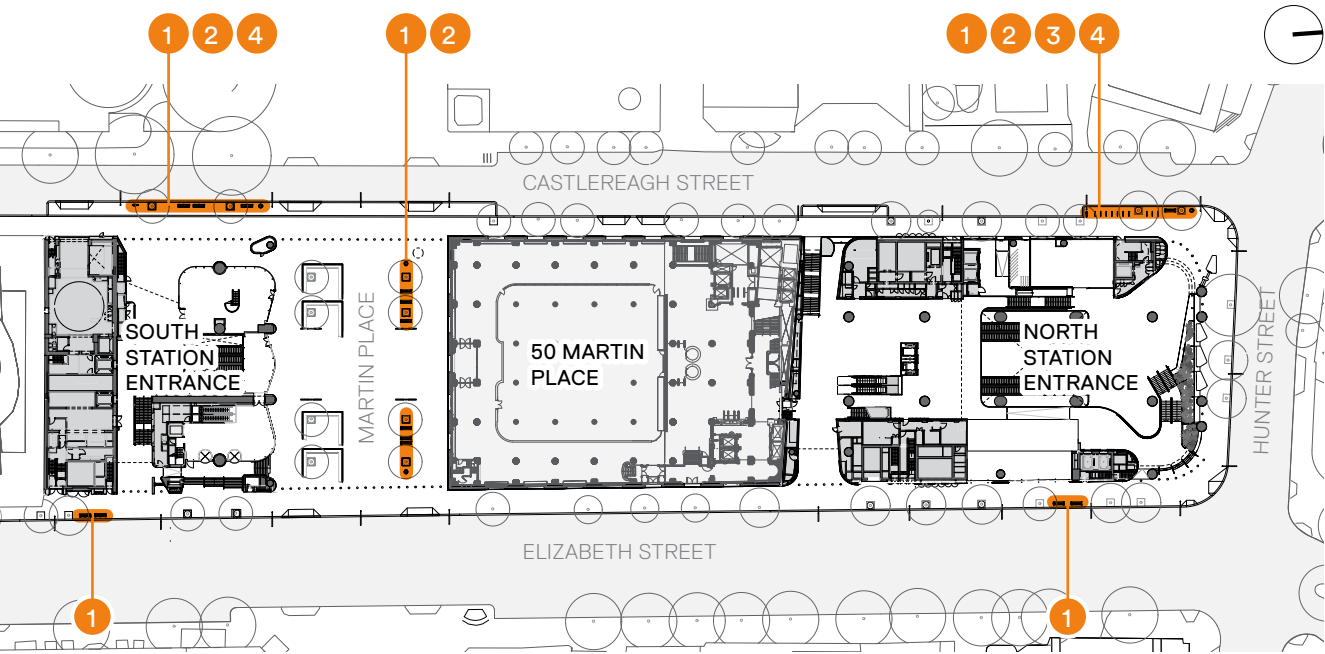 1 2 4
1 2
1 2 3 4
CASTLEREAGH STREET
SOUTH
STATION
ENTRANCE
MARTIN PLACE
50 MARTIN
PLACE
NORTH
STATION
ENTRANCE
HUNTER STREET
ELIZABETH STREET
1
1